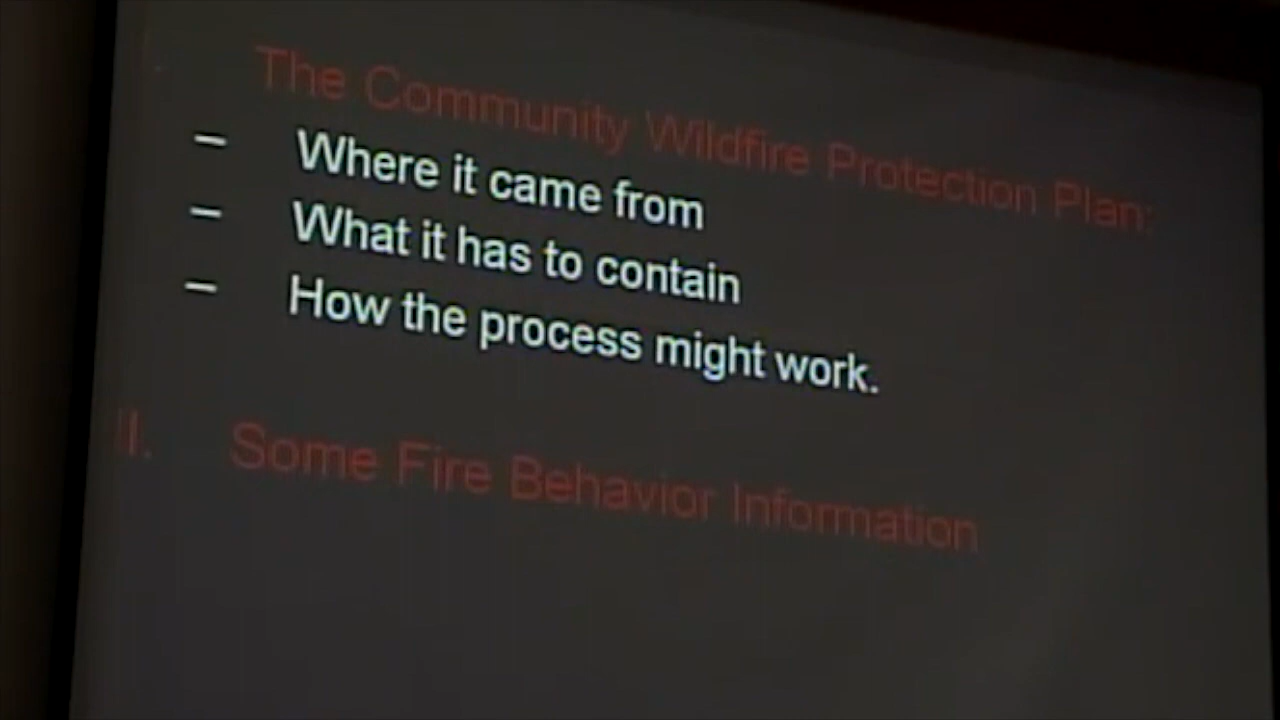 The Community Wildfire Protection Plan:
– Where it came from
– What it has to contain
– How the process might work.
II. Some Fire Behavior Information